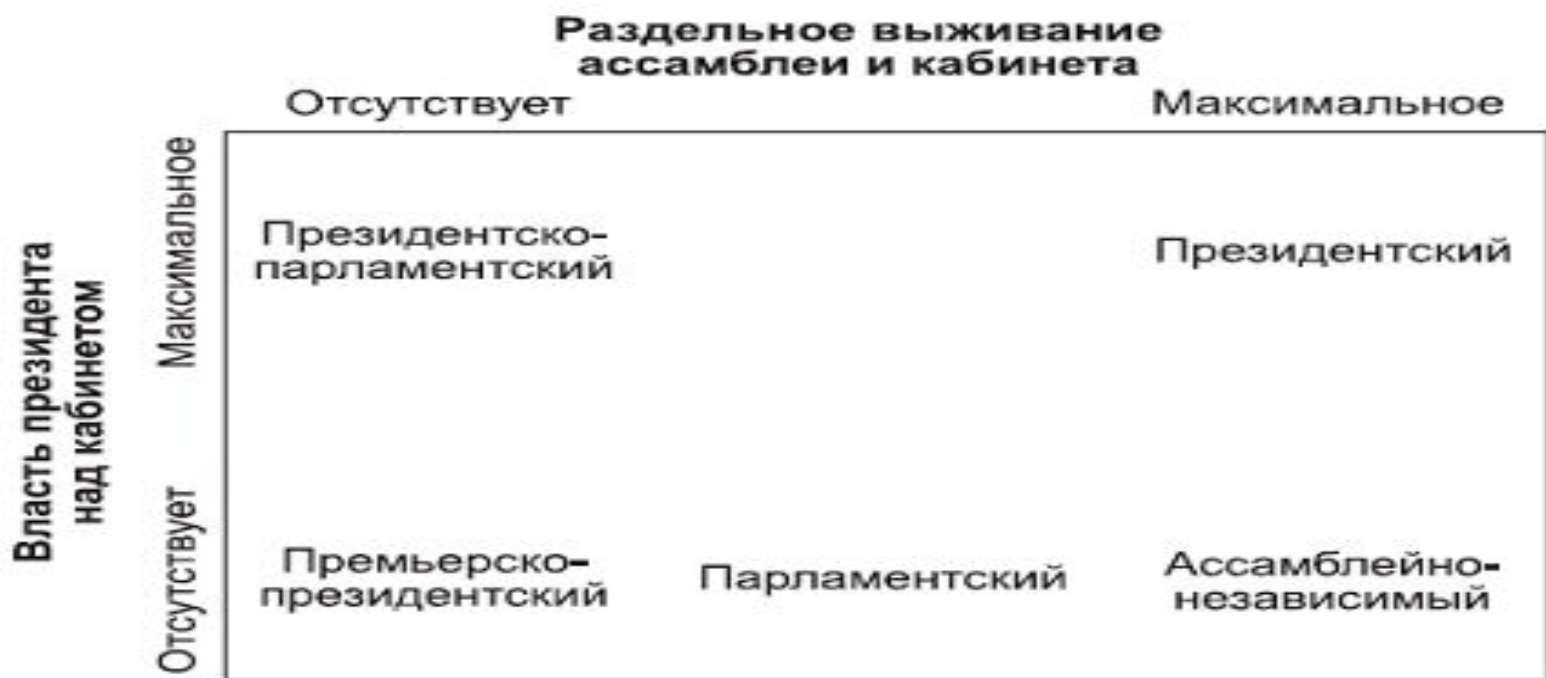 Раздельное выживание
ассамблеи и кабинета
Отсутствует
Максимальное
Власть президента
над кабинетом
Максимальное
Президентско-
парламентский
Президентский
Отсутствует
Премьерско-
президентский
Парламентский
Ассамблейно-
независимый